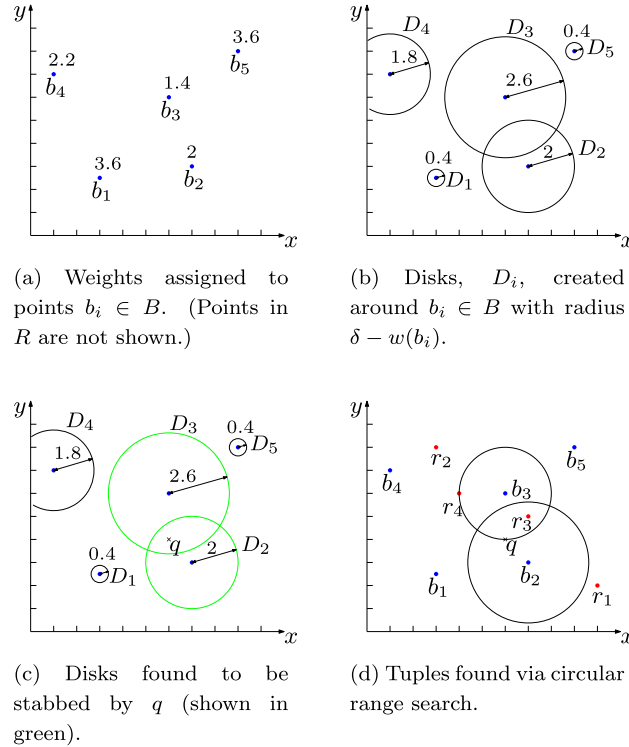 y
3.6
2.2
b₅
1.4
b₄
b₃
3.6
2
b₁
b₂
x
(a) Weights assigned to
points bᵢ ∈ B. (Points in
R are not shown.)
y
D₄
D₃
0.4
D₅
1.8
2.6
0.4
2
D₂
D₁
x
(b) Disks, Dᵢ, created
around bᵢ ∈ B with radius
δ − w(bᵢ).
y
D₄
D₃
0.4
D₅
1.8
2.6
q
0.4
2
D₂
D₁
x
(c) Disks found to be
stabbed by q (shown in
green).
y
r₂
b₅
b₄
b₃
r₄
r₃
q
b₁
b₂
r₁
x
(d) Tuples found via circular
range search.